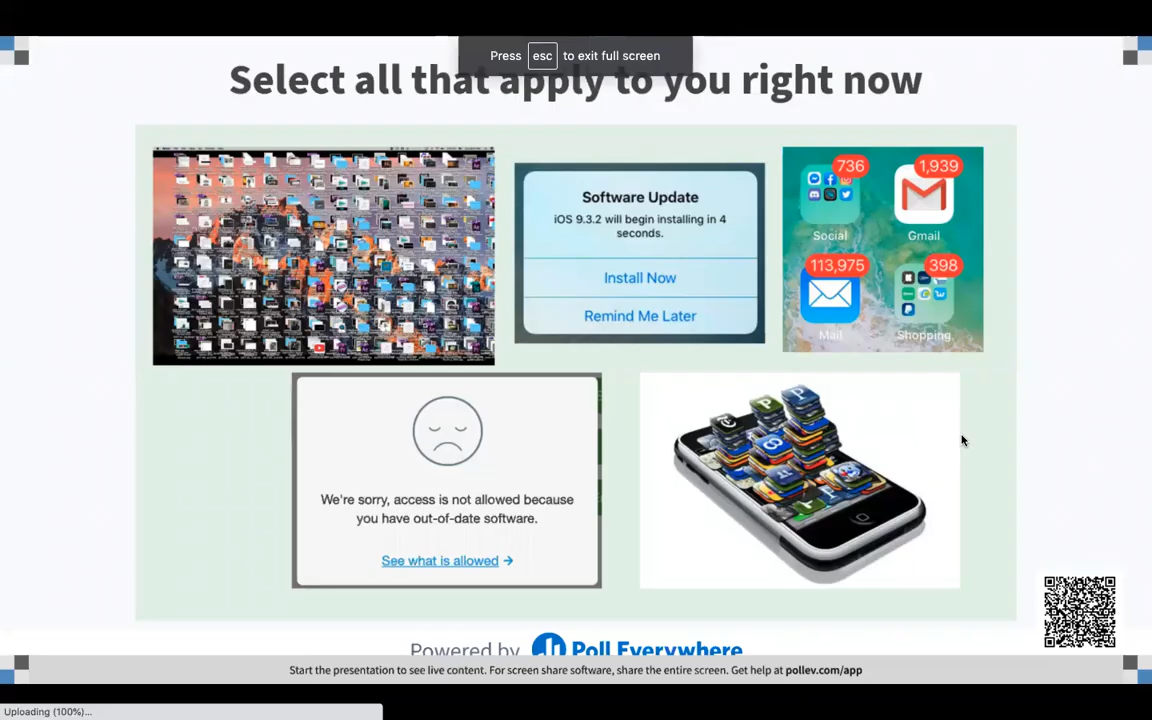 Press esc to exit full screen
Select all that apply to you right now
Software Update
iOS 9.3.2 will begin installing in 4
seconds.
Install Now
Remind Me Later
736
1,939
Social
Gmail
113,975
398
Mail
Shopping
We're sorry, access is not allowed because
you have out-of-date software.
See what is allowed →
Powered by Poll Everywhere
Start the presentation to see live content. For screen share software, share the entire screen. Get help at pollev.com/app
Uploading (100%)...